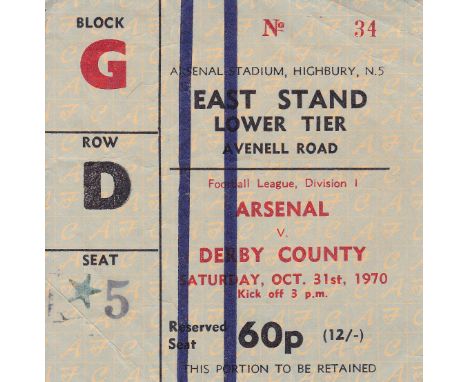 BLOCK
G
ROW
D
SEAT
5
No 34
ARSENAL STADIUM, HIGHBURY, N.5
EAST STAND
LOWER TIER
AVENELL ROAD
Football League, Division I
ARSENAL
v.
DERBY COUNTY
SATURDAY, OCT. 31st, 1970
Kick off 3 p.m.
Reserved
Seat
60p (12/-)
THIS PORTION TO BE RETAINED